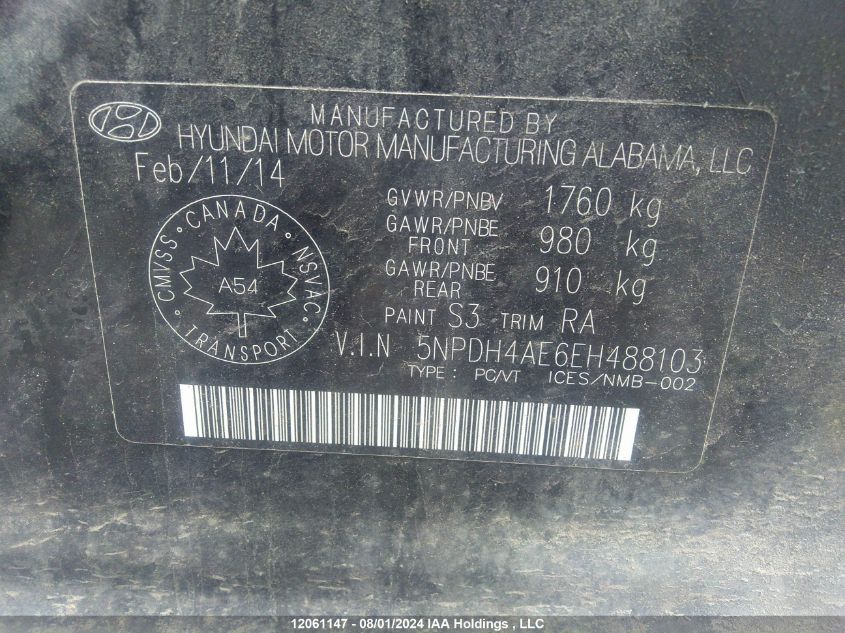 MANUFACTURED BY
HYUNDAI MOTOR MANUFACTURING ALABAMA, LLC
Feb/11/14
GVWR/PNBV 1760 kg
GAWR/PNBE FRONT 980 kg
GAWR/PNBE REAR 910 kg
PAINT S3 TRIM RA
CANADA
CMVSS NSVAC
A54
TRANSPORT
V.I.N 5NPDH4AE6EH488103
TYPE : PC/VT ICES/NMB-002
12061147 - 08/01/2024 IAA Holdings , LLC